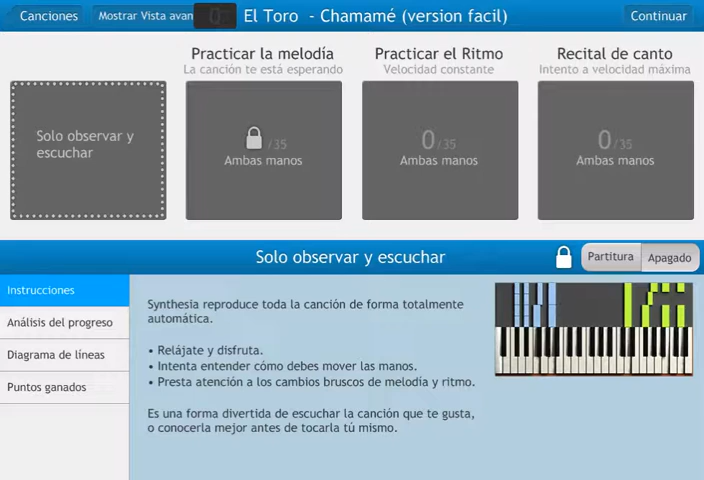 Canciones
Mostrar Vista avan
El Toro - Chamamé (version facil)
Continuar
Practicar la melodía
La canción te está esperando
Practicar el Ritmo
Velocidad constante
Recital de canto
Intento a velocidad máxima
Solo observar y
escuchar
/35
Ambas manos
0/35
Ambas manos
0/35
Ambas manos
Solo observar y escuchar
Partitura
Apagado
Instrucciones
Análisis del progreso
Diagrama de líneas
Puntos ganados
Synthesia reproduce toda la canción de forma totalmente
automática.
• Relájate y disfruta.
• Intenta entender cómo debes mover las manos.
• Presta atención a los cambios bruscos de melodía y ritmo.
Es una forma divertida de escuchar la canción que te gusta,
o conocerla mejor antes de tocarla tú mismo.